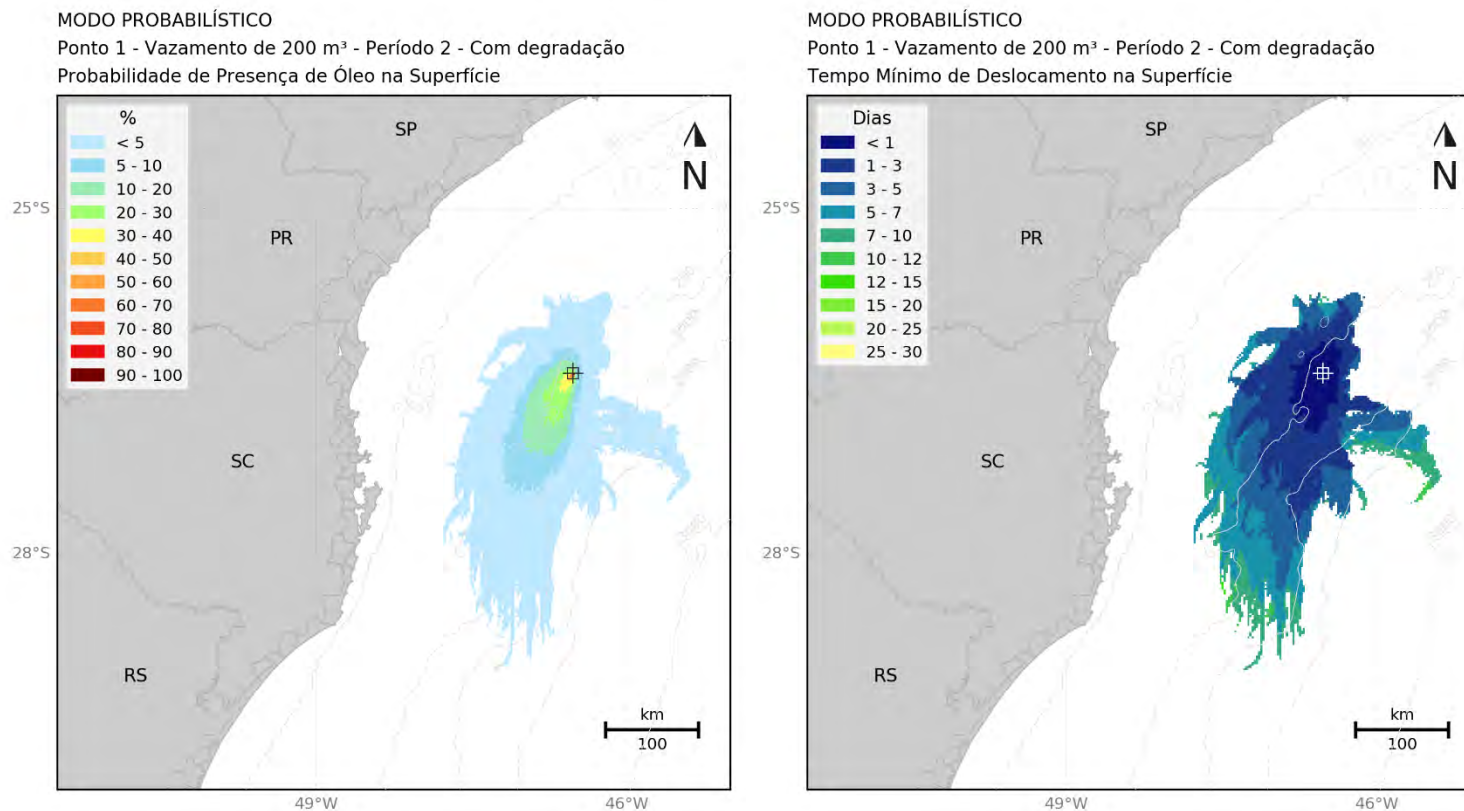 MODO PROBABILÍSTICO
Ponto 1 - Vazamento de 200 m³ - Período 2 - Com degradação
Probabilidade de Presença de Óleo na Superfície
%
< 5
5 - 10
10 - 20
20 - 30
30 - 40
40 - 50
50 - 60
60 - 70
70 - 80
80 - 90
90 - 100
SP
N
25°S
PR
SC
28°S
RS
km
100
49°W
46°W
MODO PROBABILÍSTICO
Ponto 1 - Vazamento de 200 m³ - Período 2 - Com degradação
Tempo Mínimo de Deslocamento na Superfície
Dias
< 1
1 - 3
3 - 5
5 - 7
7 - 10
10 - 12
12 - 15
15 - 20
20 - 25
25 - 30
SP
N
25°S
PR
SC
28°S
RS
km
100
49°W
46°W